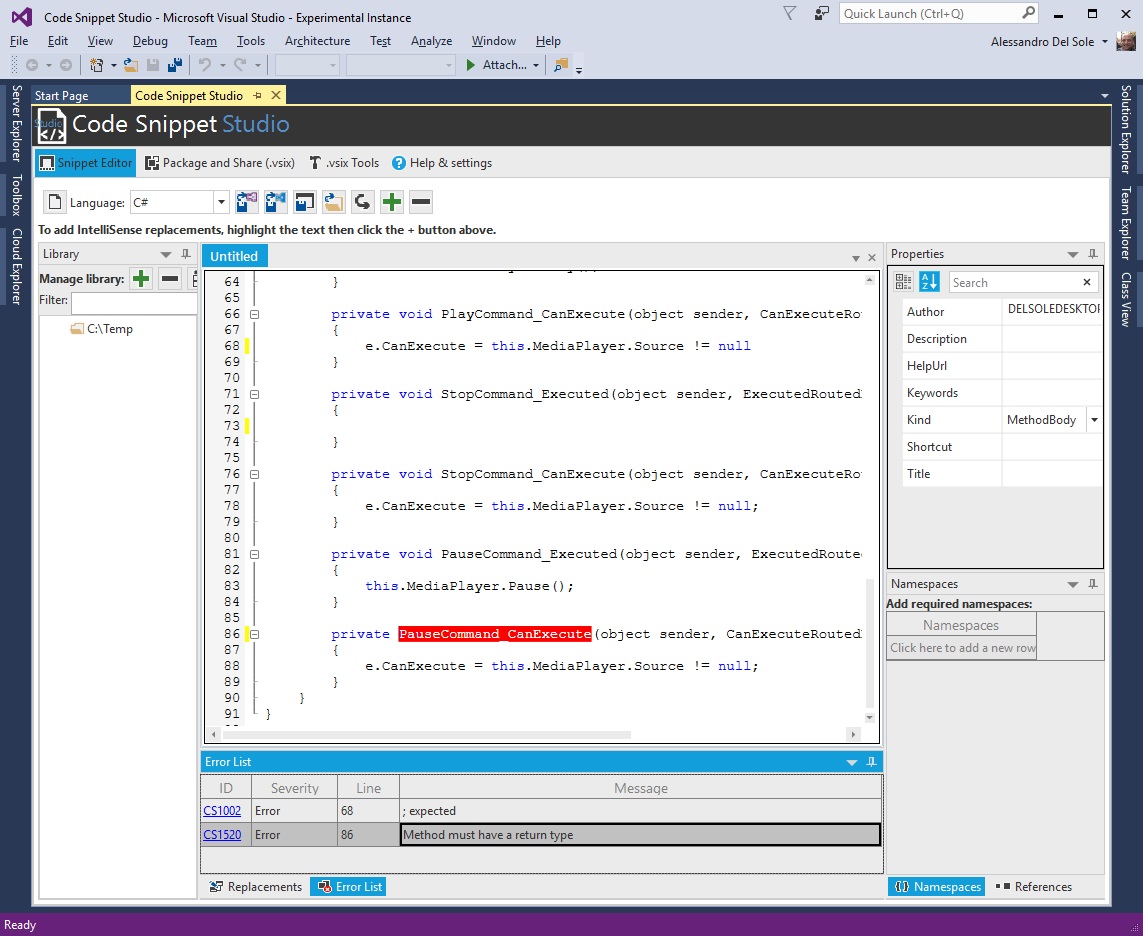 Code Snippet Studio - Microsoft Visual Studio - Experimental Instance
Quick Launch (Ctrl+Q)
File Edit View Debug Team Tools Architecture Test Analyze Window Help
Alessandro Del Sole
Attach...
Server Explorer
Toolbox
Cloud Explorer
Start Page
Code Snippet Studio
Studio
</>
Code Snippet Studio
Snippet Editor
Package and Share (.vsix)
.vsix Tools
Help & settings
Language: C#
To add IntelliSense replacements, highlight the text then click the + button above.
Library
Manage library:
Filter:
C:\Temp
Untitled
64 }
65
66 private void PlayCommand_CanExecute(object sender, CanExecuteRo
67 {
68 e.CanExecute = this.MediaPlayer.Source != null
69 }
70
71 private void StopCommand_Executed(object sender, ExecutedRouted
72 {
73
74 }
75
76 private void StopCommand_CanExecute(object sender, CanExecuteRo
77 {
78 e.CanExecute = this.MediaPlayer.Source != null;
79 }
80
81 private void PauseCommand_Executed(object sender, ExecutedRoute
82 {
83 this.MediaPlayer.Pause();
84 }
85
86 private PauseCommand_CanExecute(object sender, CanExecuteRouted
87 {
88 e.CanExecute = this.MediaPlayer.Source != null;
89 }
90 }
91 }
Error List
ID Severity Line Message
CS1002 Error 68 ; expected
CS1520 Error 86 Method must have a return type
Replacements
Error List
Properties
Search
Author DELSOLEDESKTOP
Description
HelpUrl
Keywords
Kind MethodBody
Shortcut
Title
Namespaces
Add required namespaces:
Namespaces
Click here to add a new row
Namespaces
References
Solution Explorer
Team Explorer
Class View
Ready